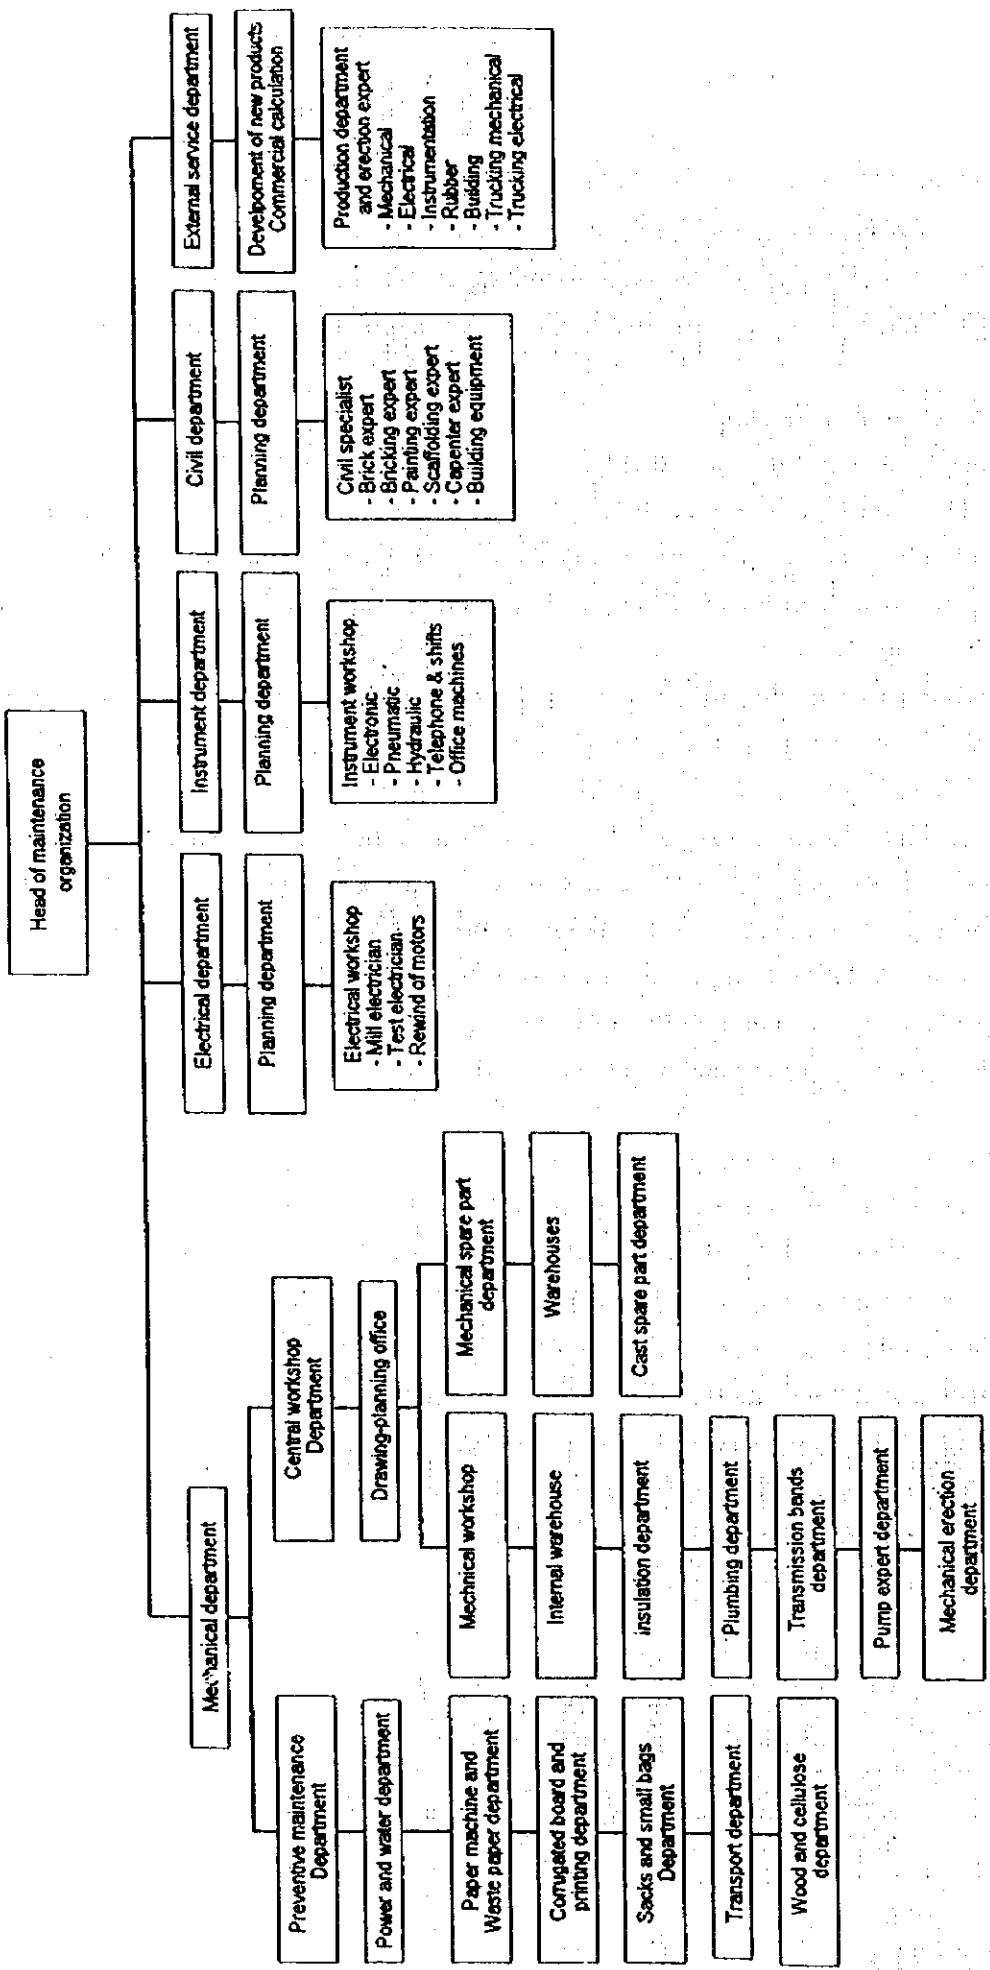 Head of maintenance
organization
Mechanical department
Preventive maintenance
Department
Power and water department
Paper machine and
Waste paper department
Corrugated board and
printing department
Sacks and small bags
Department
Transport department
Wood and cellulose
department
Central workshop
Department
Drawing-planning office
Mechnical workshop
Internal warehouse
insulation department
Plumbing department
Transmission bands
department
Pump expert department
Mechanical erection
department
Mechanical spare part
department
Warehouses
Cast spare part department
Electrical department
Planning department
Electrical workshop
- Mill electrician
- Test electrician
- Rewind of motors
Instrument department
Planning department
Instrument workshop
- Electronic
- Pneumatic
- Hydraulic
- Telephone & shifts
- Office machines
Civil department
Planning department
Civil specialist
- Brick expert
- Bricking expert
- Painting expert
- Scaffolding expert
- Capenter expert
- Building equipment
External service department
Develpoment of new products
Commercial calculation
Production department
and erection expert
- Mechanical
- Electrical
- Instrumentation
- Rubber
- Building
- Trucking mechanical
- Trucking electrical